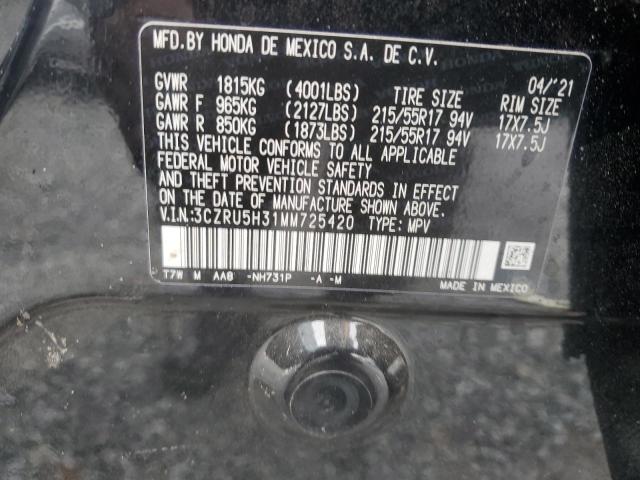 MFD.BY HONDA DE MEXICO S.A. DE C.V.
04/'21
GVWR 1815KG (4001LBS) TIRE SIZE RIM SIZE
GAWR F 965KG (2127LBS) 215/55R17 94V 17X7.5J
GAWR R 850KG (1873LBS) 215/55R17 94V 17X7.5J
THIS VEHICLE CONFORMS TO ALL APPLICABLE
FEDERAL MOTOR VEHICLE SAFETY
AND THEFT PREVENTION STANDARDS IN EFFECT
ON THE DATE OF MANUFACTURE SHOWN ABOVE.
V.I.N.:3CZRU5H31MM725420 TYPE: MPV
T7W M AAB -NH731P -A -M
MADE IN MEXICO